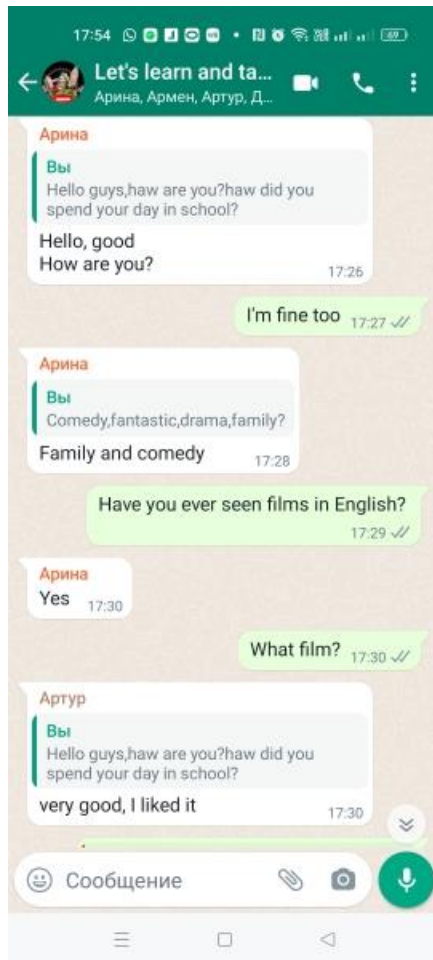 17:54
69
Let's learn and ta...
Арина, Армен, Артур, Д...
Арина
Вы
Hello guys,haw are you?haw did you
spend your day in school?
Hello, good
How are you?
17:26
I'm fine too 17:27
Арина
Вы
Comedy,fantastic,drama,family?
Family and comedy 17:28
Have you ever seen films in English?
17:29
Арина
Yes 17:30
What film? 17:30
Артур
Вы
Hello guys,haw are you?haw did you
spend your day in school?
very good, I liked it 17:30
Сообщение